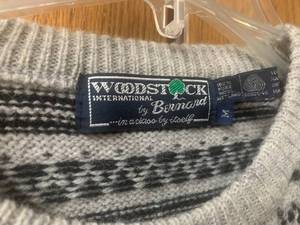 WOODSTOCK
INTERNATIONAL
by Bernard
...in a class by itself...
M